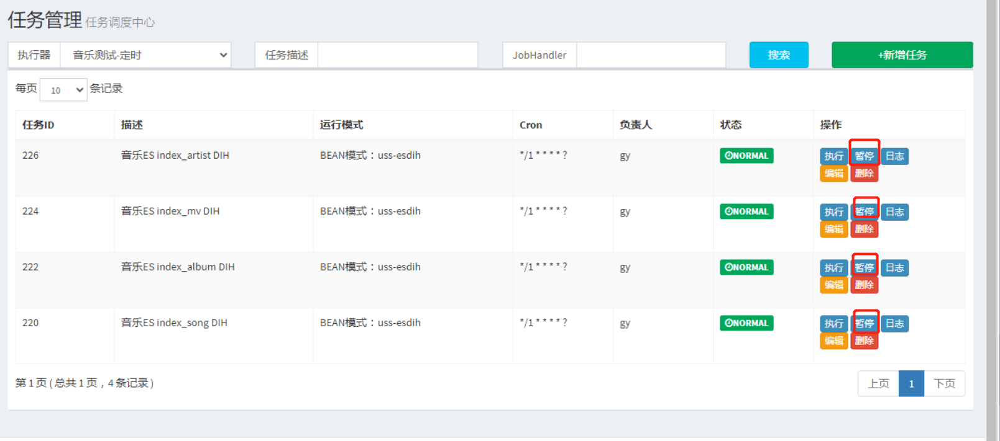 任务管理 任务调度中心
执行器 音乐测试-定时 任务描述 JobHandler 搜索 +新增任务
每页 10 条记录
任务ID 描述 运行模式 Cron 负责人 状态 操作
226 音乐ES index_artist DIH BEAN模式：uss-esdih */1 * * * * ? gy NORMAL 执行 暂停 日志
编辑 删除
224 音乐ES index_mv DIH BEAN模式：uss-esdih */1 * * * * ? gy NORMAL 执行 暂停 日志
编辑 删除
222 音乐ES index_album DIH BEAN模式：uss-esdih */1 * * * * ? gy NORMAL 执行 暂停 日志
编辑 删除
220 音乐ES index_song DIH BEAN模式：uss-esdih */1 * * * * ? gy NORMAL 执行 暂停 日志
编辑 删除
第 1 页 ( 总共 1 页，4 条记录 ) 上页 1 下页